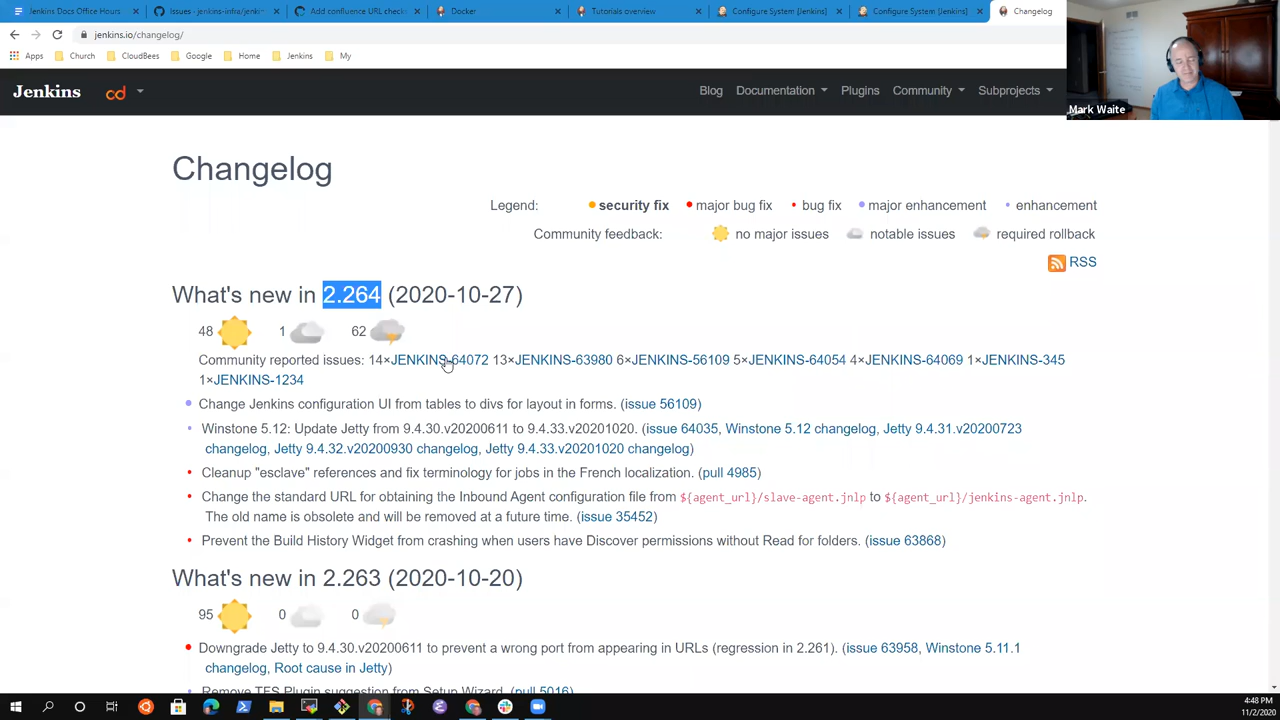 Jenkins Docs Office Hours
Issues · jenkins-infra/jenkin
Add confluence URL check
Docker
Tutorials overview
Configure System [Jenkins]
Configure System [Jenkins]
Changelog
jenkins.io/changelog/
Apps Church CloudBees Google Home Jenkins My
Jenkins cd Blog Documentation Plugins Community Subprojects
Mark Waite
Changelog
Legend: security fix major bug fix bug fix major enhancement enhancement
Community feedback: no major issues notable issues required rollback
RSS
What's new in 2.264 (2020-10-27)
48 1 62
Community reported issues: 14×JENKINS-64072 13×JENKINS-63980 6×JENKINS-56109 5×JENKINS-64054 4×JENKINS-64069 1×JENKINS-345
1×JENKINS-1234
Change Jenkins configuration UI from tables to divs for layout in forms. (issue 56109)
Winstone 5.12: Update Jetty from 9.4.30.v20200611 to 9.4.33.v20201020. (issue 64035, Winstone 5.12 changelog, Jetty 9.4.31.v20200723
changelog, Jetty 9.4.32.v20200930 changelog, Jetty 9.4.33.v20201020 changelog)
Cleanup "esclave" references and fix terminology for jobs in the French localization. (pull 4985)
Change the standard URL for obtaining the Inbound Agent configuration file from ${agent_url}/slave-agent.jnlp to ${agent_url}/jenkins-agent.jnlp.
The old name is obsolete and will be removed at a future time. (issue 35452)
Prevent the Build History Widget from crashing when users have Discover permissions without Read for folders. (issue 63868)
What's new in 2.263 (2020-10-20)
95 0 0
Downgrade Jetty to 9.4.30.v20200611 to prevent a wrong port from appearing in URLs (regression in 2.261). (issue 63958, Winstone 5.11.1
changelog, Root cause in Jetty)
Remove TFS Plugin suggestion from Setup Wizard. (pull 5016)
4:48 PM
11/2/2020